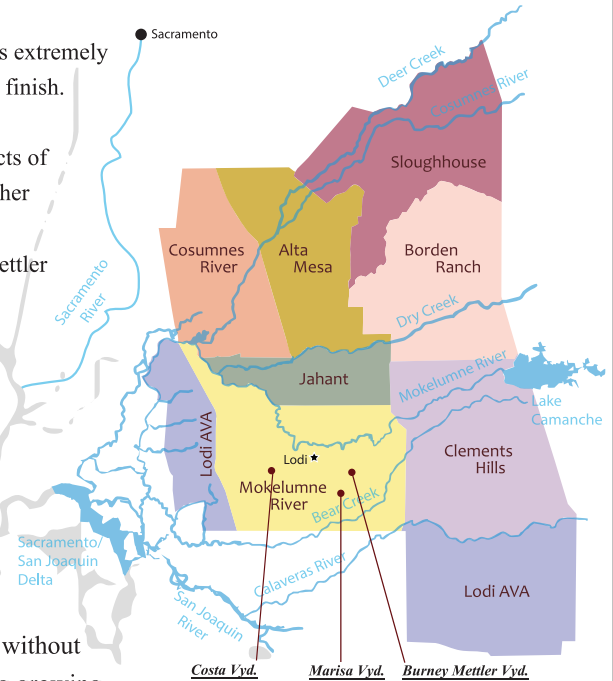 s extremely
finish.
cts of
her
ettler
without
Sacramento
Deer Creek
Cosumnes River
Sloughhouse
Cosumnes
River
Alta
Mesa
Borden
Ranch
Sacramento
River
Dry Creek
Jahant
Mokelumne River
Lake
Camanche
Lodi AVA
Lodi
Clements
Hills
Mokelumne
River
Bear Creek
Sacramento/
San Joaquin
Delta
Calaveras River
San Joaquin
River
Lodi AVA
Costa Vyd.
Marisa Vyd.
Burney Mettler Vyd.